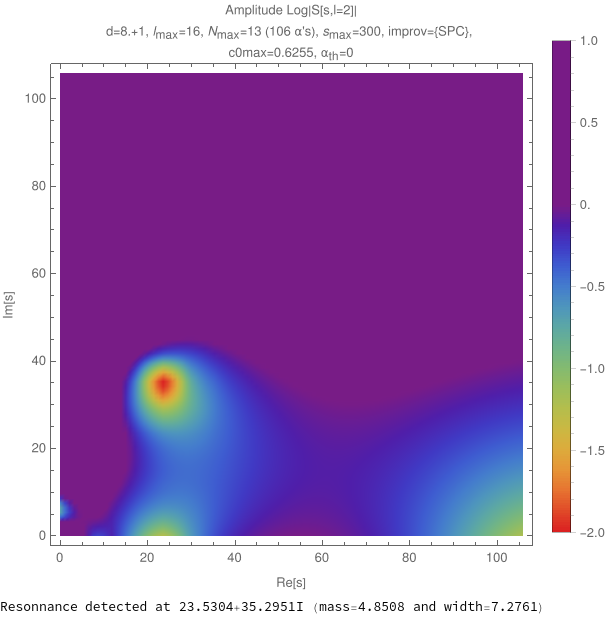 Amplitude Log|S[s,l=2]|
d=8.+1, lmax=16, Nmax=13 (106 α's), smax=300, improv={SPC},
c0max=0.6255, αth=0
1.0
0.5
0.
−0.5
−1.0
−1.5
−2.0
100
80
60
40
20
0
Im[s]
0 20 40 60 80 100
Re[s]
Resonnance detected at 23.5304+35.2951I (mass=4.8508 and width=7.2761)